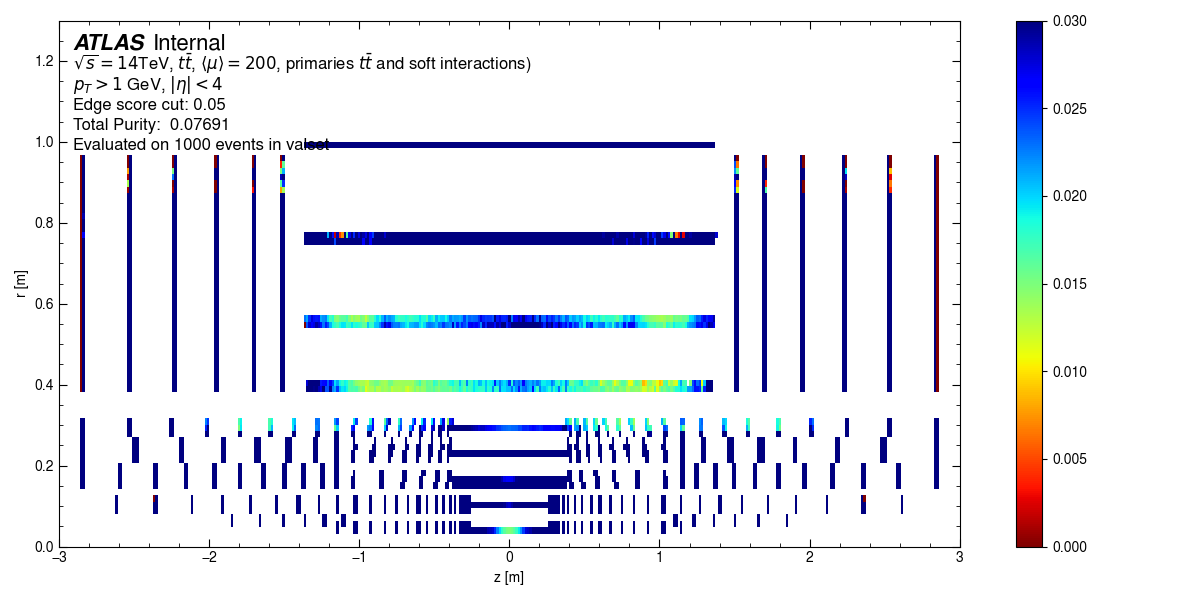 ATLAS Internal
√s = 14TeV, tt̄, ⟨μ⟩ = 200, primaries tt̄ and soft interactions)
p_T > 1 GeV, |η| < 4
Edge score cut: 0.05
Total Purity: 0.07691
Evaluated on 1000 events in valset
r [m]
1.2
1.0
0.8
0.6
0.4
0.2
0.0
−3
−2
−1
0
1
2
3
z [m]
0.030
0.025
0.020
0.015
0.010
0.005
0.000